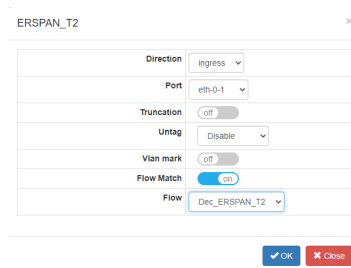 ERSPAN_T2 ×
Direction ingress
Port eth-0-1
Truncation off
Untag Disable
Vlan mark off
Flow Match on
Flow Dec_ERSPAN_T2
✔OK ✖ Close